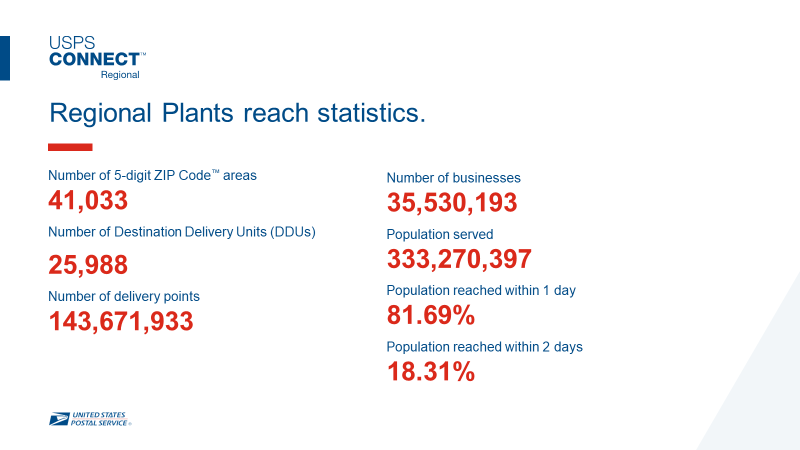 USPS
CONNECT™
Regional
Regional Plants reach statistics.
Number of 5-digit ZIP Code™ areas
41,033
Number of Destination Delivery Units (DDUs)
25,988
Number of delivery points
143,671,933
Number of businesses
35,530,193
Population served
333,270,397
Population reached within 1 day
81.69%
Population reached within 2 days
18.31%
UNITED STATES
POSTAL SERVICE®